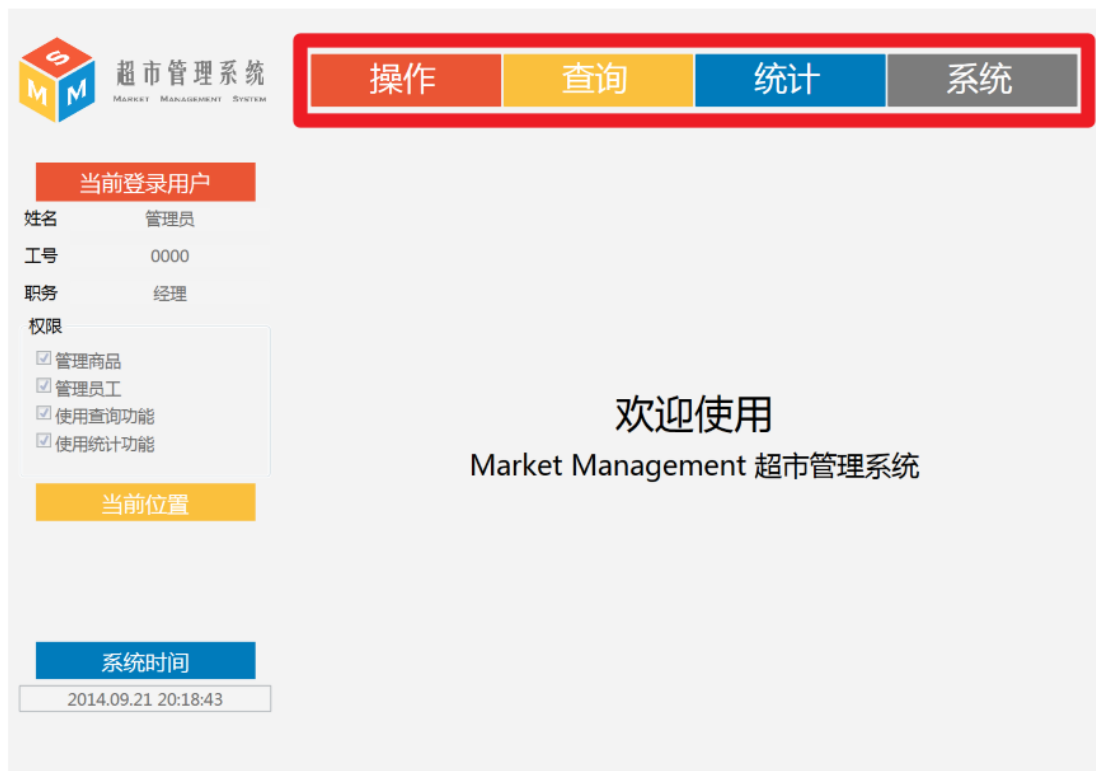 SMM
超市管理系统
MARKET MANAGEMENT SYSTEM
操作 查询 统计 系统
当前登录用户
姓名 管理员
工号 0000
职务 经理
权限
管理商品
管理员工
使用查询功能
使用统计功能
当前位置
系统时间
2014.09.21 20:18:43
欢迎使用
Market Management 超市管理系统